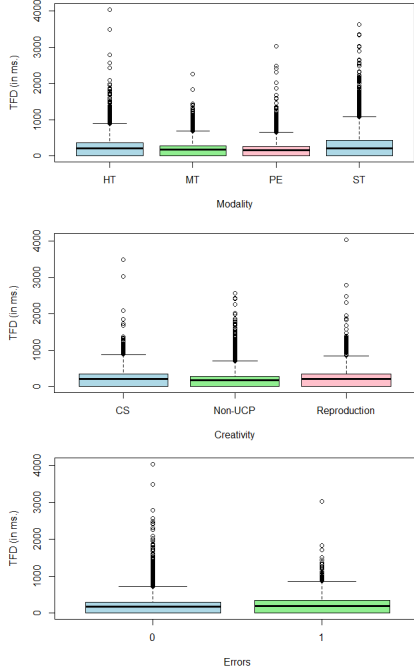 TFD (in ms.)
4000
3000
2000
1000
0
HT MT PE ST
Modality
TFD (in ms.)
4000
3000
2000
1000
0
CS Non-UCP Reproduction
Creativity
TFD (in ms.)
4000
3000
2000
1000
0
0 1
Errors